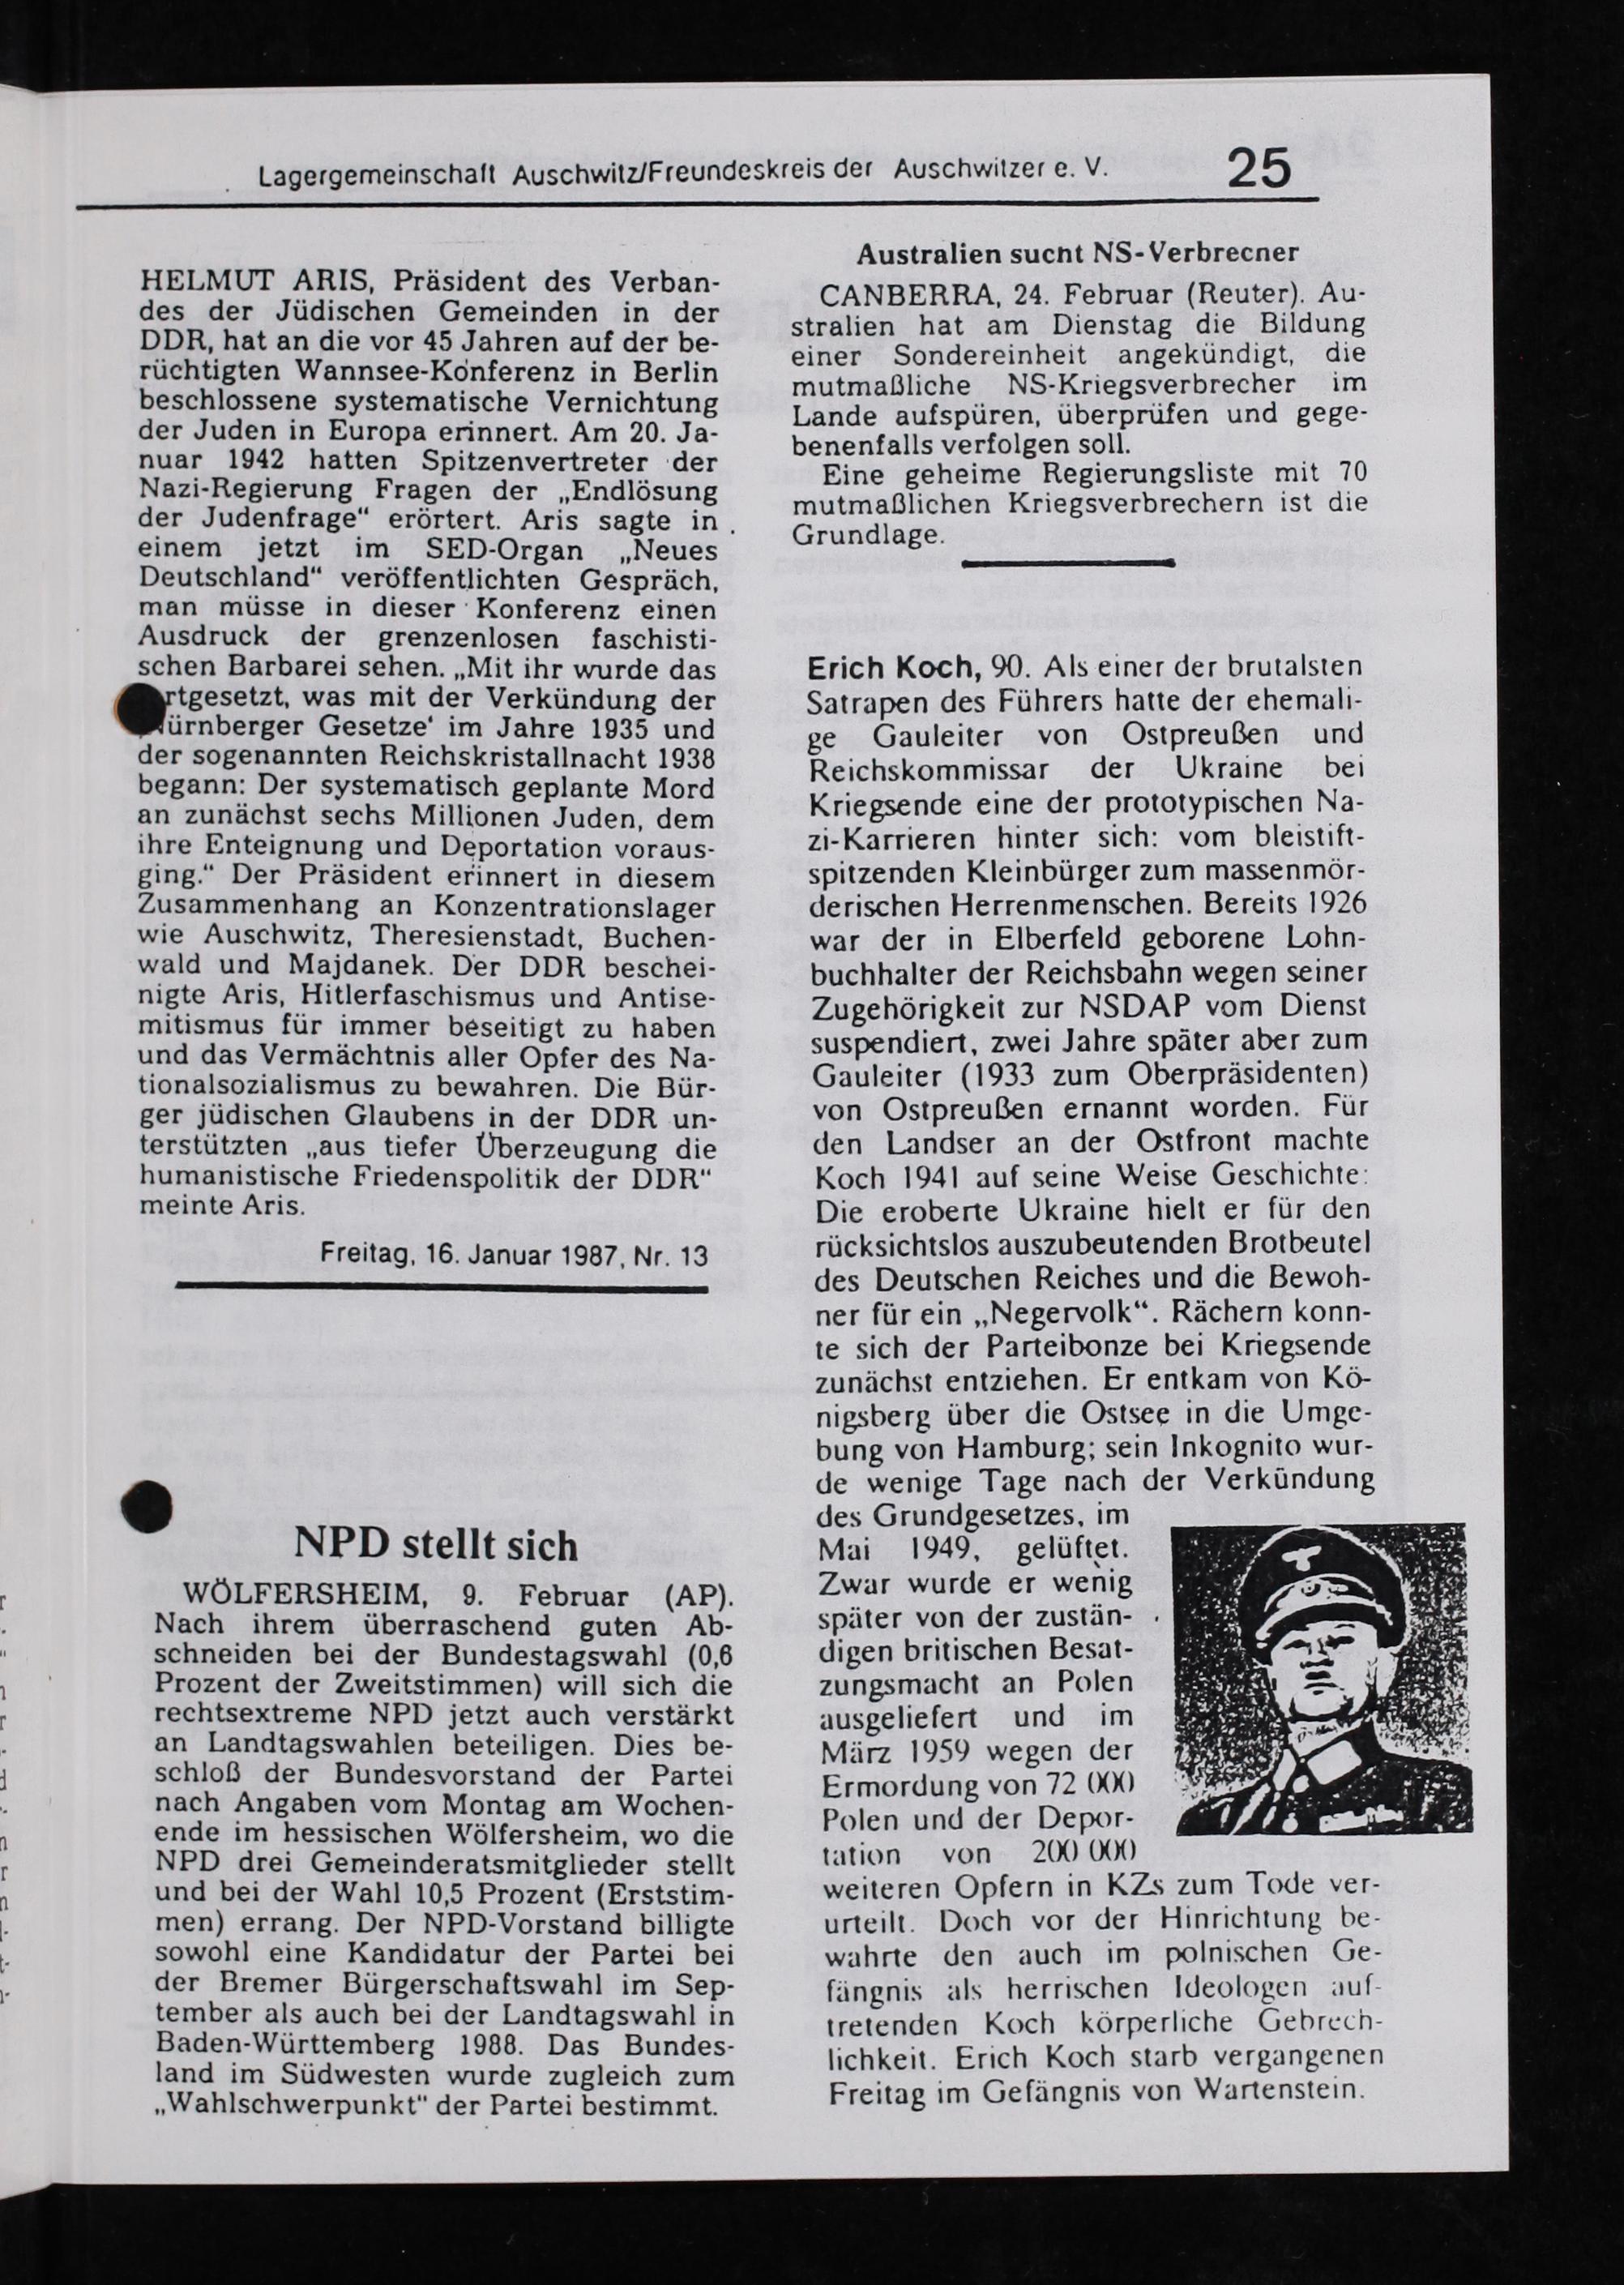 Lagergemeinschaft Auschwitz/Freundeskreis der Auschwitzer e. V. 25
HELMUT ARIS, Präsident des Verban-
des der Jüdischen Gemeinden in der
DDR, hat an die vor 45 Jahren auf der be-
rüchtigten Wannsee-Konferenz in Berlin
beschlossene systematische Vernichtung
der Juden in Europa erinnert. Am 20. Ja-
nuar 1942 hatten Spitzenvertreter der
Nazi-Regierung Fragen der „Endlösung
der Judenfrage“ erörtert. Aris sagte in
einem jetzt im SED-Organ „Neues
Deutschland“ veröffentlichten Gespräch,
man müsse in dieser Konferenz einen
Ausdruck der grenzenlosen faschisti-
schen Barbarei sehen. „Mit ihr wurde das
rtgesetzt, was mit der Verkündung der
ürnberger Gesetze‘ im Jahre 1935 und
der sogenannten Reichskristallnacht 1938
begann: Der systematisch geplante Mord
an zunächst sechs Millionen Juden, dem
ihre Enteignung und Deportation voraus-
ging.“ Der Präsident erinnert in diesem
Zusammenhang an Konzentrationslager
wie Auschwitz, Theresienstadt, Buchen-
wald und Majdanek. Der DDR beschei-
nigte Aris, Hitlerfaschismus und Antise-
mitismus für immer beseitigt zu haben
und das Vermächtnis aller Opfer des Na-
tionalsozialismus zu bewahren. Die Bür-
ger jüdischen Glaubens in der DDR un-
terstützten „aus tiefer Überzeugung die
humanistische Friedenspolitik der DDR“
meinte Aris.
Freitag, 16. Januar 1987, Nr. 13
NPD stellt sich
WÖLFERSHEIM, 9. Februar (AP).
Nach ihrem überraschend guten Ab-
schneiden bei der Bundestagswahl (0,6
Prozent der Zweitstimmen) will sich die
rechtsextreme NPD jetzt auch verstärkt
an Landtagswahlen beteiligen. Dies be-
schloß der Bundesvorstand der Partei
nach Angaben vom Montag am Wochen-
ende im hessischen Wölfersheim, wo die
NPD drei Gemeinderatsmitglieder stellt
und bei der Wahl 10,5 Prozent (Erststim-
men) errang. Der NPD-Vorstand billigte
sowohl eine Kandidatur der Partei bei
der Bremer Bürgerschaftswahl im Sep-
tember als auch bei der Landtagswahl in
Baden-Württemberg 1988. Das Bundes-
land im Südwesten wurde zugleich zum
„Wahlschwerpunkt“ der Partei bestimmt.
Australien sucht NS-Verbrecher
CANBERRA, 24. Februar (Reuter). Au-
stralien hat am Dienstag die Bildung
einer Sondereinheit angekündigt, die
mutmaßliche NS-Kriegsverbrecher im
Lande aufspüren, überprüfen und gege-
benenfalls verfolgen soll.
Eine geheime Regierungsliste mit 70
mutmaßlichen Kriegsverbrechern ist die
Grundlage.
Erich Koch, 90. Als einer der brutalsten
Satrapen des Führers hatte der ehemali-
ge Gauleiter von Ostpreußen und
Reichskommissar der Ukraine bei
Kriegsende eine der prototypischen Na-
zi-Karrieren hinter sich: vom bleistift-
spitzenden Kleinbürger zum massenmör-
derischen Herrenmenschen. Bereits 1926
war der in Elberfeld geborene Lohn-
buchhalter der Reichsbahn wegen seiner
Zugehörigkeit zur NSDAP vom Dienst
suspendiert, zwei Jahre später aber zum
Gauleiter (1933 zum Oberpräsidenten)
von Ostpreußen ernannt worden. Für
den Landser an der Ostfront machte
Koch 1941 auf seine Weise Geschichte:
Die eroberte Ukraine hielt er für den
rücksichtslos auszubeutenden Brotbeutel
des Deutschen Reiches und die Bewoh-
ner für ein „Negervolk“. Rächern konn-
te sich der Parteibonze bei Kriegsende
zunächst entziehen. Er entkam von Kö-
nigsberg über die Ostsee in die Umge-
bung von Hamburg; sein Inkognito wur-
de wenige Tage nach der Verkündung
des Grundgesetzes, im
Mai 1949, gelüftet.
Zwar wurde er wenig
später von der zustän-
digen britischen Besat-
zungsmacht an Polen
ausgeliefert und im
März 1959 wegen der
Ermordung von 72 000
Polen und der Depor-
tation von 200 000
weiteren Opfern in KZs zum Tode ver-
urteilt. Doch vor der Hinrichtung be-
wahrte den auch im polnischen Ge-
fängnis als herrischen Ideologen auf-
tretenden Koch körperliche Gebrech-
lichkeit. Erich Koch starb vergangenen
Freitag im Gefängnis von Wartenstein.